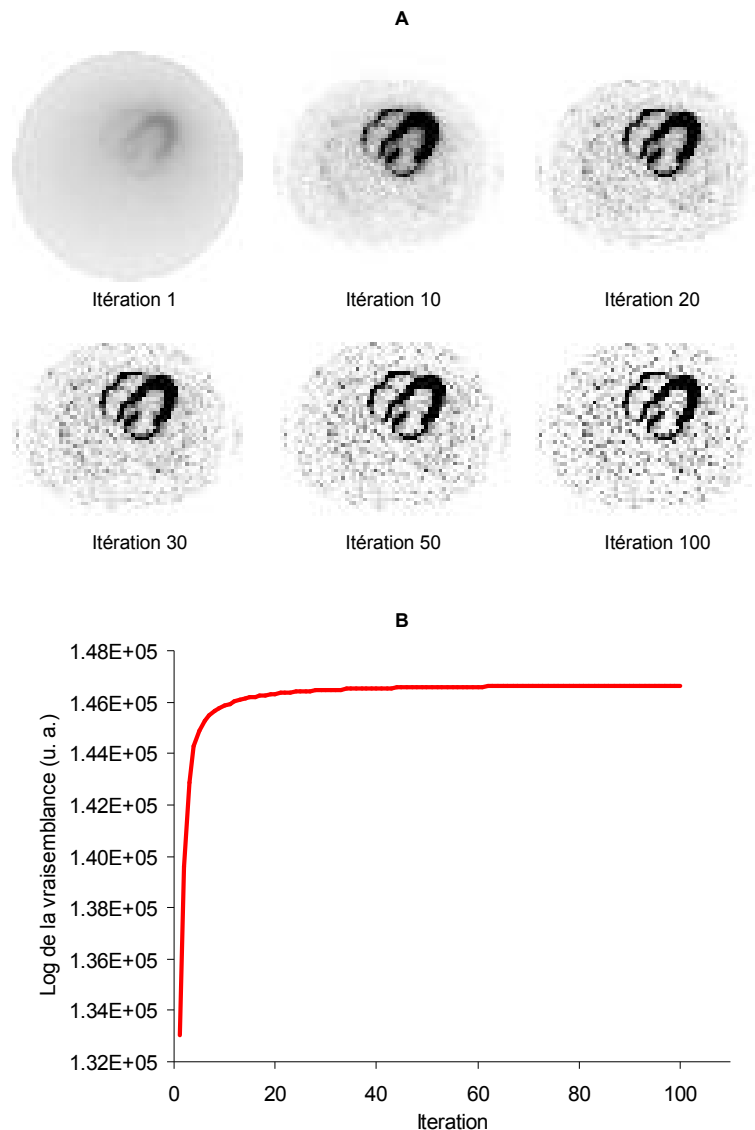 A
Itération 1
Itération 10
Itération 20
Itération 30
Itération 50
Itération 100
B
Log de la vraisemblance (u. a.)
1.48E+05
1.46E+05
1.44E+05
1.42E+05
1.40E+05
1.38E+05
1.36E+05
1.34E+05
1.32E+05
0 20 40 60 80 100
Iteration